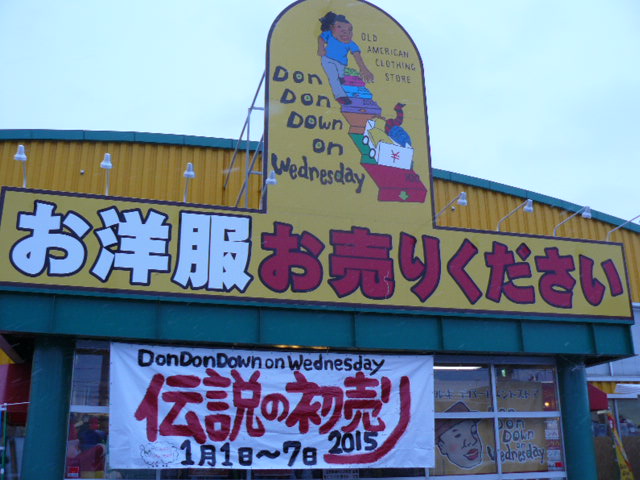 OLD
AMERICAN
CLOTHING
STORE
Don
Don
Down
on
Wednesday
¥
お洋服お売りください
DonDonDown on Wednesday
伝説の初売り
1月1日～7日 2015
Don
Don
Down
on
Wednesday